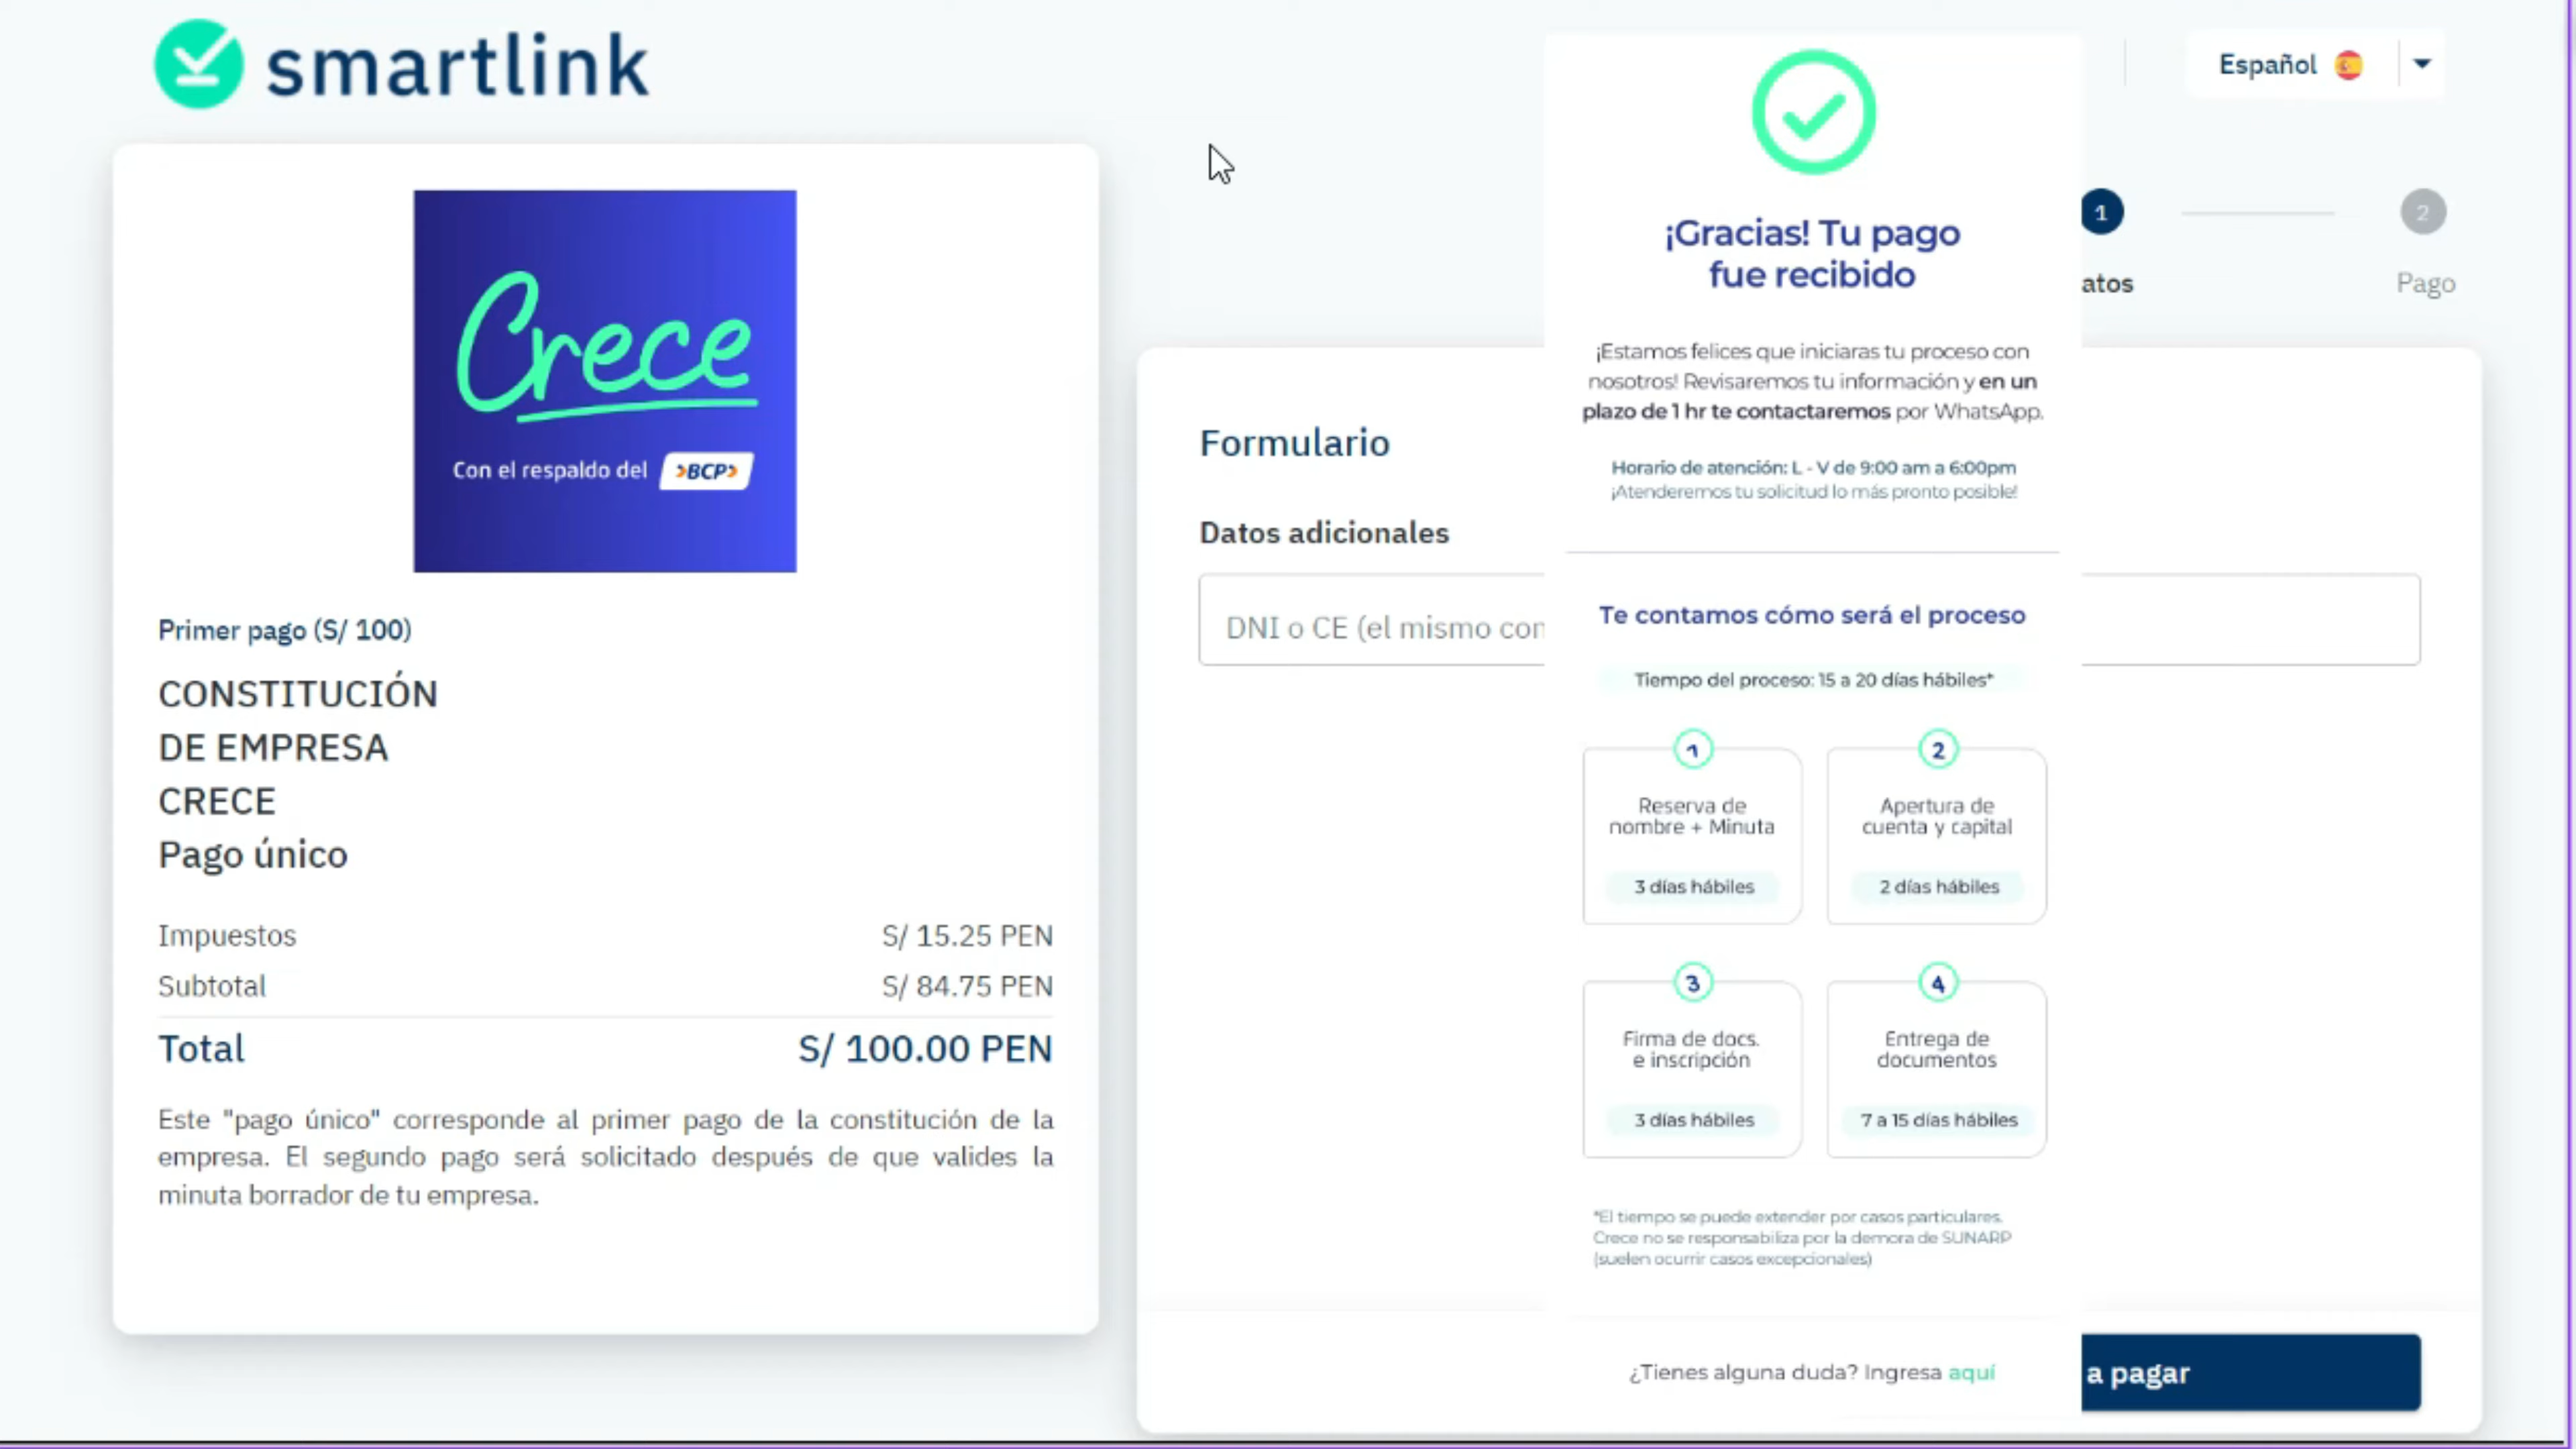 smartlink
Español
Crece
Con el respaldo del BCP
Primer pago (S/ 100)
CONSTITUCIÓN
DE EMPRESA
CRECE
Pago único
Impuestos S/ 15.25 PEN
Subtotal S/ 84.75 PEN
Total S/ 100.00 PEN
Este "pago único" corresponde al primer pago de la constitución de la
empresa. El segundo pago será solicitado después de que valides la
minuta borrador de tu empresa.
1
2
atos
Pago
Formulario
Datos adicionales
DNI o CE (el mismo con
¡Gracias! Tu pago
fue recibido
¡Estamos felices que iniciaras tu proceso con
nosotros! Revisaremos tu información y en un
plazo de 1 hr te contactaremos por WhatsApp.
Horario de atención: L - V de 9:00 am a 6:00pm
¡Atenderemos tu solicitud lo más pronto posible!
Te contamos cómo será el proceso
Tiempo del proceso: 15 a 20 días hábiles*
1
Reserva de
nombre + Minuta
3 días hábiles
2
Apertura de
cuenta y capital
2 días hábiles
3
Firma de docs.
e inscripción
3 días hábiles
4
Entrega de
documentos
7 a 15 días hábiles
*El tiempo se puede extender por casos particulares.
Crece no se responsabiliza por la demora de SUNARP
(suelen ocurrir casos excepcionales)
¿Tienes alguna duda? Ingresa aquí
a pagar